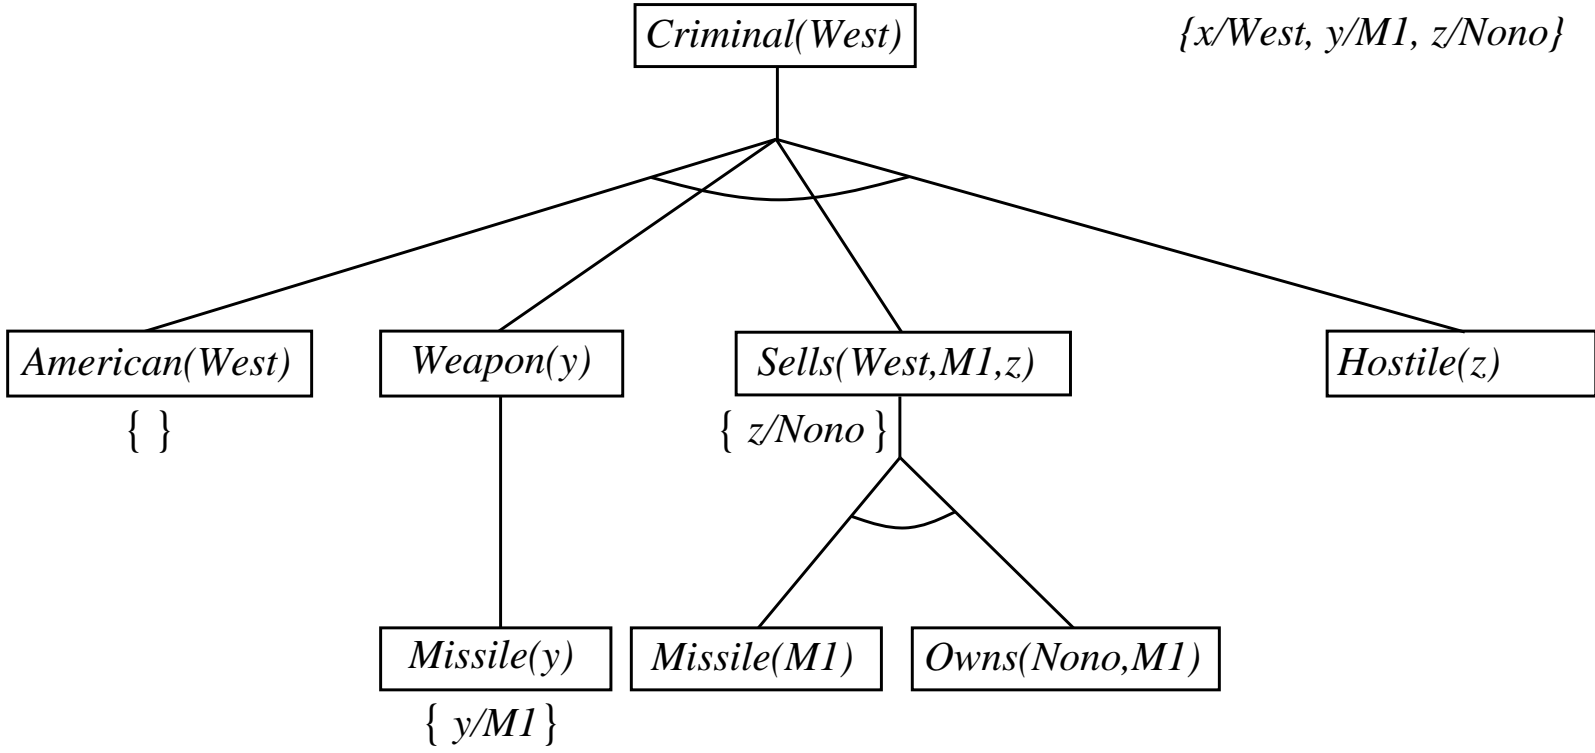 Criminal(West)
{x/West, y/M1, z/Nono}
American(West)
Weapon(y)
Sells(West,M1,z)
Hostile(z)
{ }
{ z/Nono }
Missile(y)
Missile(M1)
Owns(Nono,M1)
{ y/M1 }